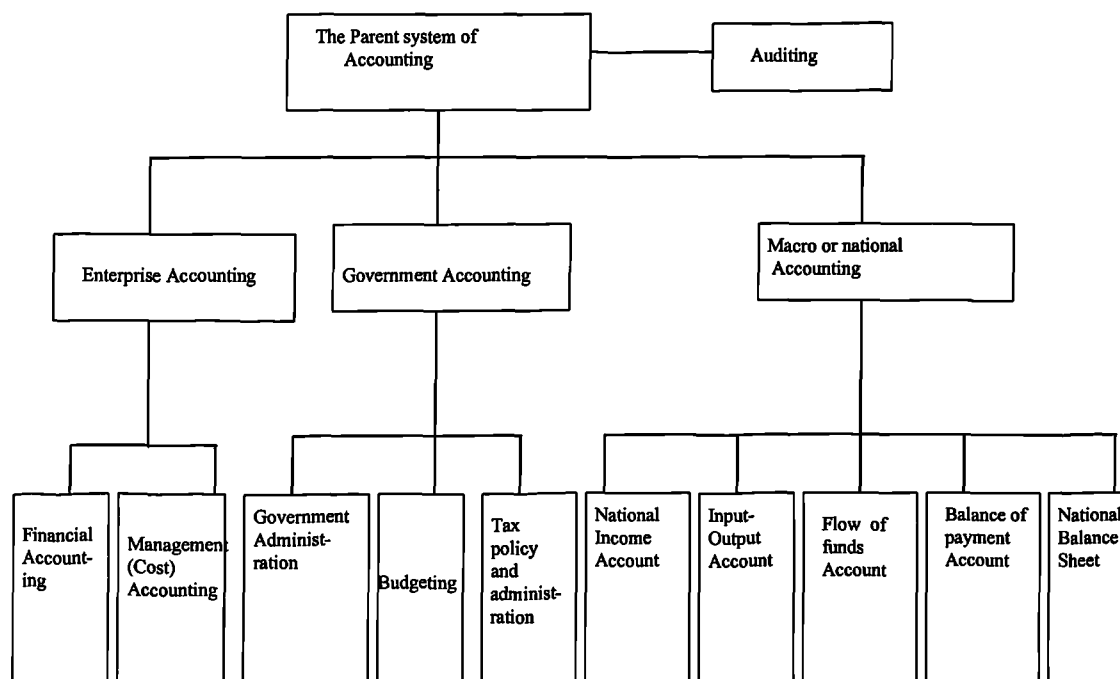 The Parent system of
Accounting
Auditing
Enterprise Accounting
Government Accounting
Macro or national
Accounting
Financial
Account-
ing
Management
(Cost)
Accounting
Government
Administ-
ration
Budgeting
Tax
policy
and
administ-
ration
National
Income
Account
Input-
Output
Account
Flow of
funds
Account
Balance of
payment
Account
National
Balance
Sheet